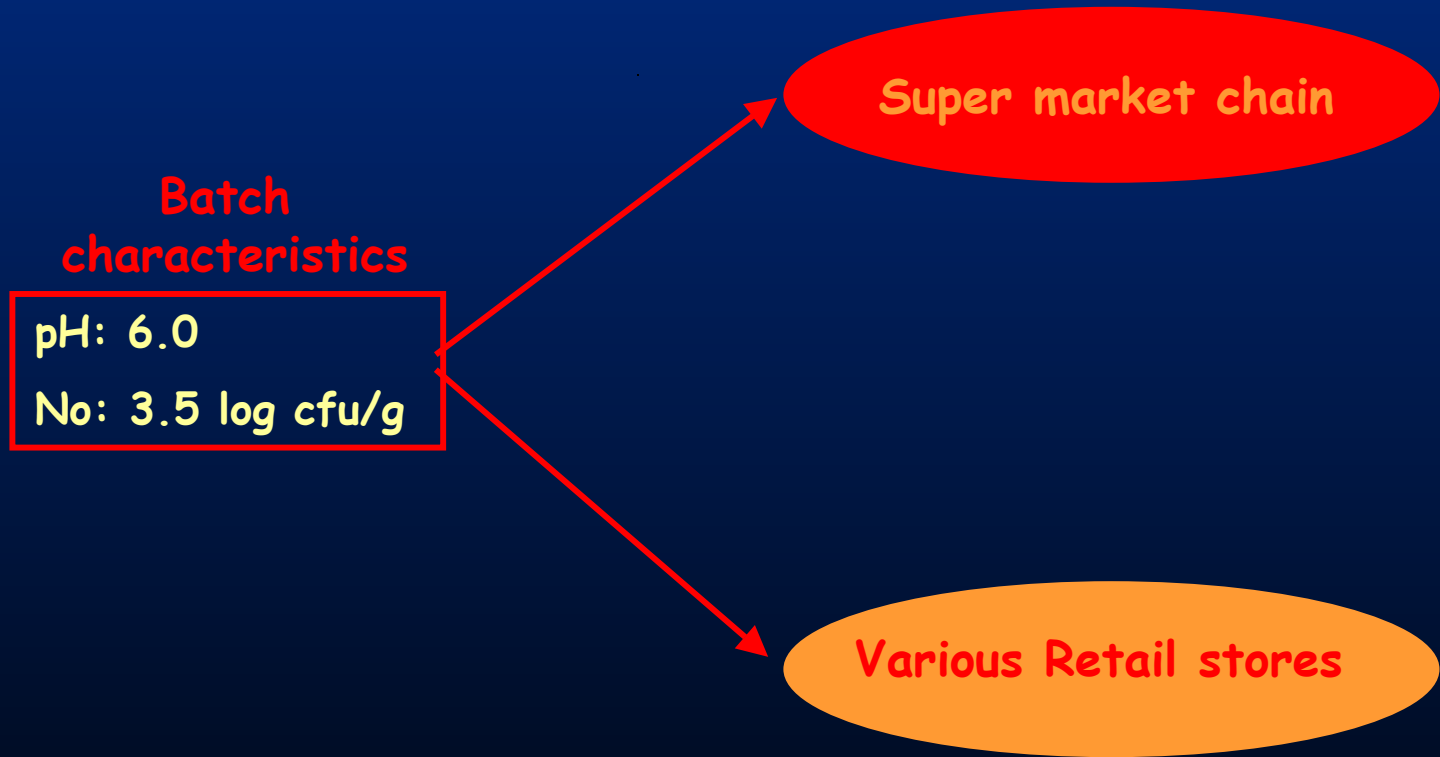 Super market chain
Batch
characteristics
pH: 6.0
No: 3.5 log cfu/g
Various Retail stores